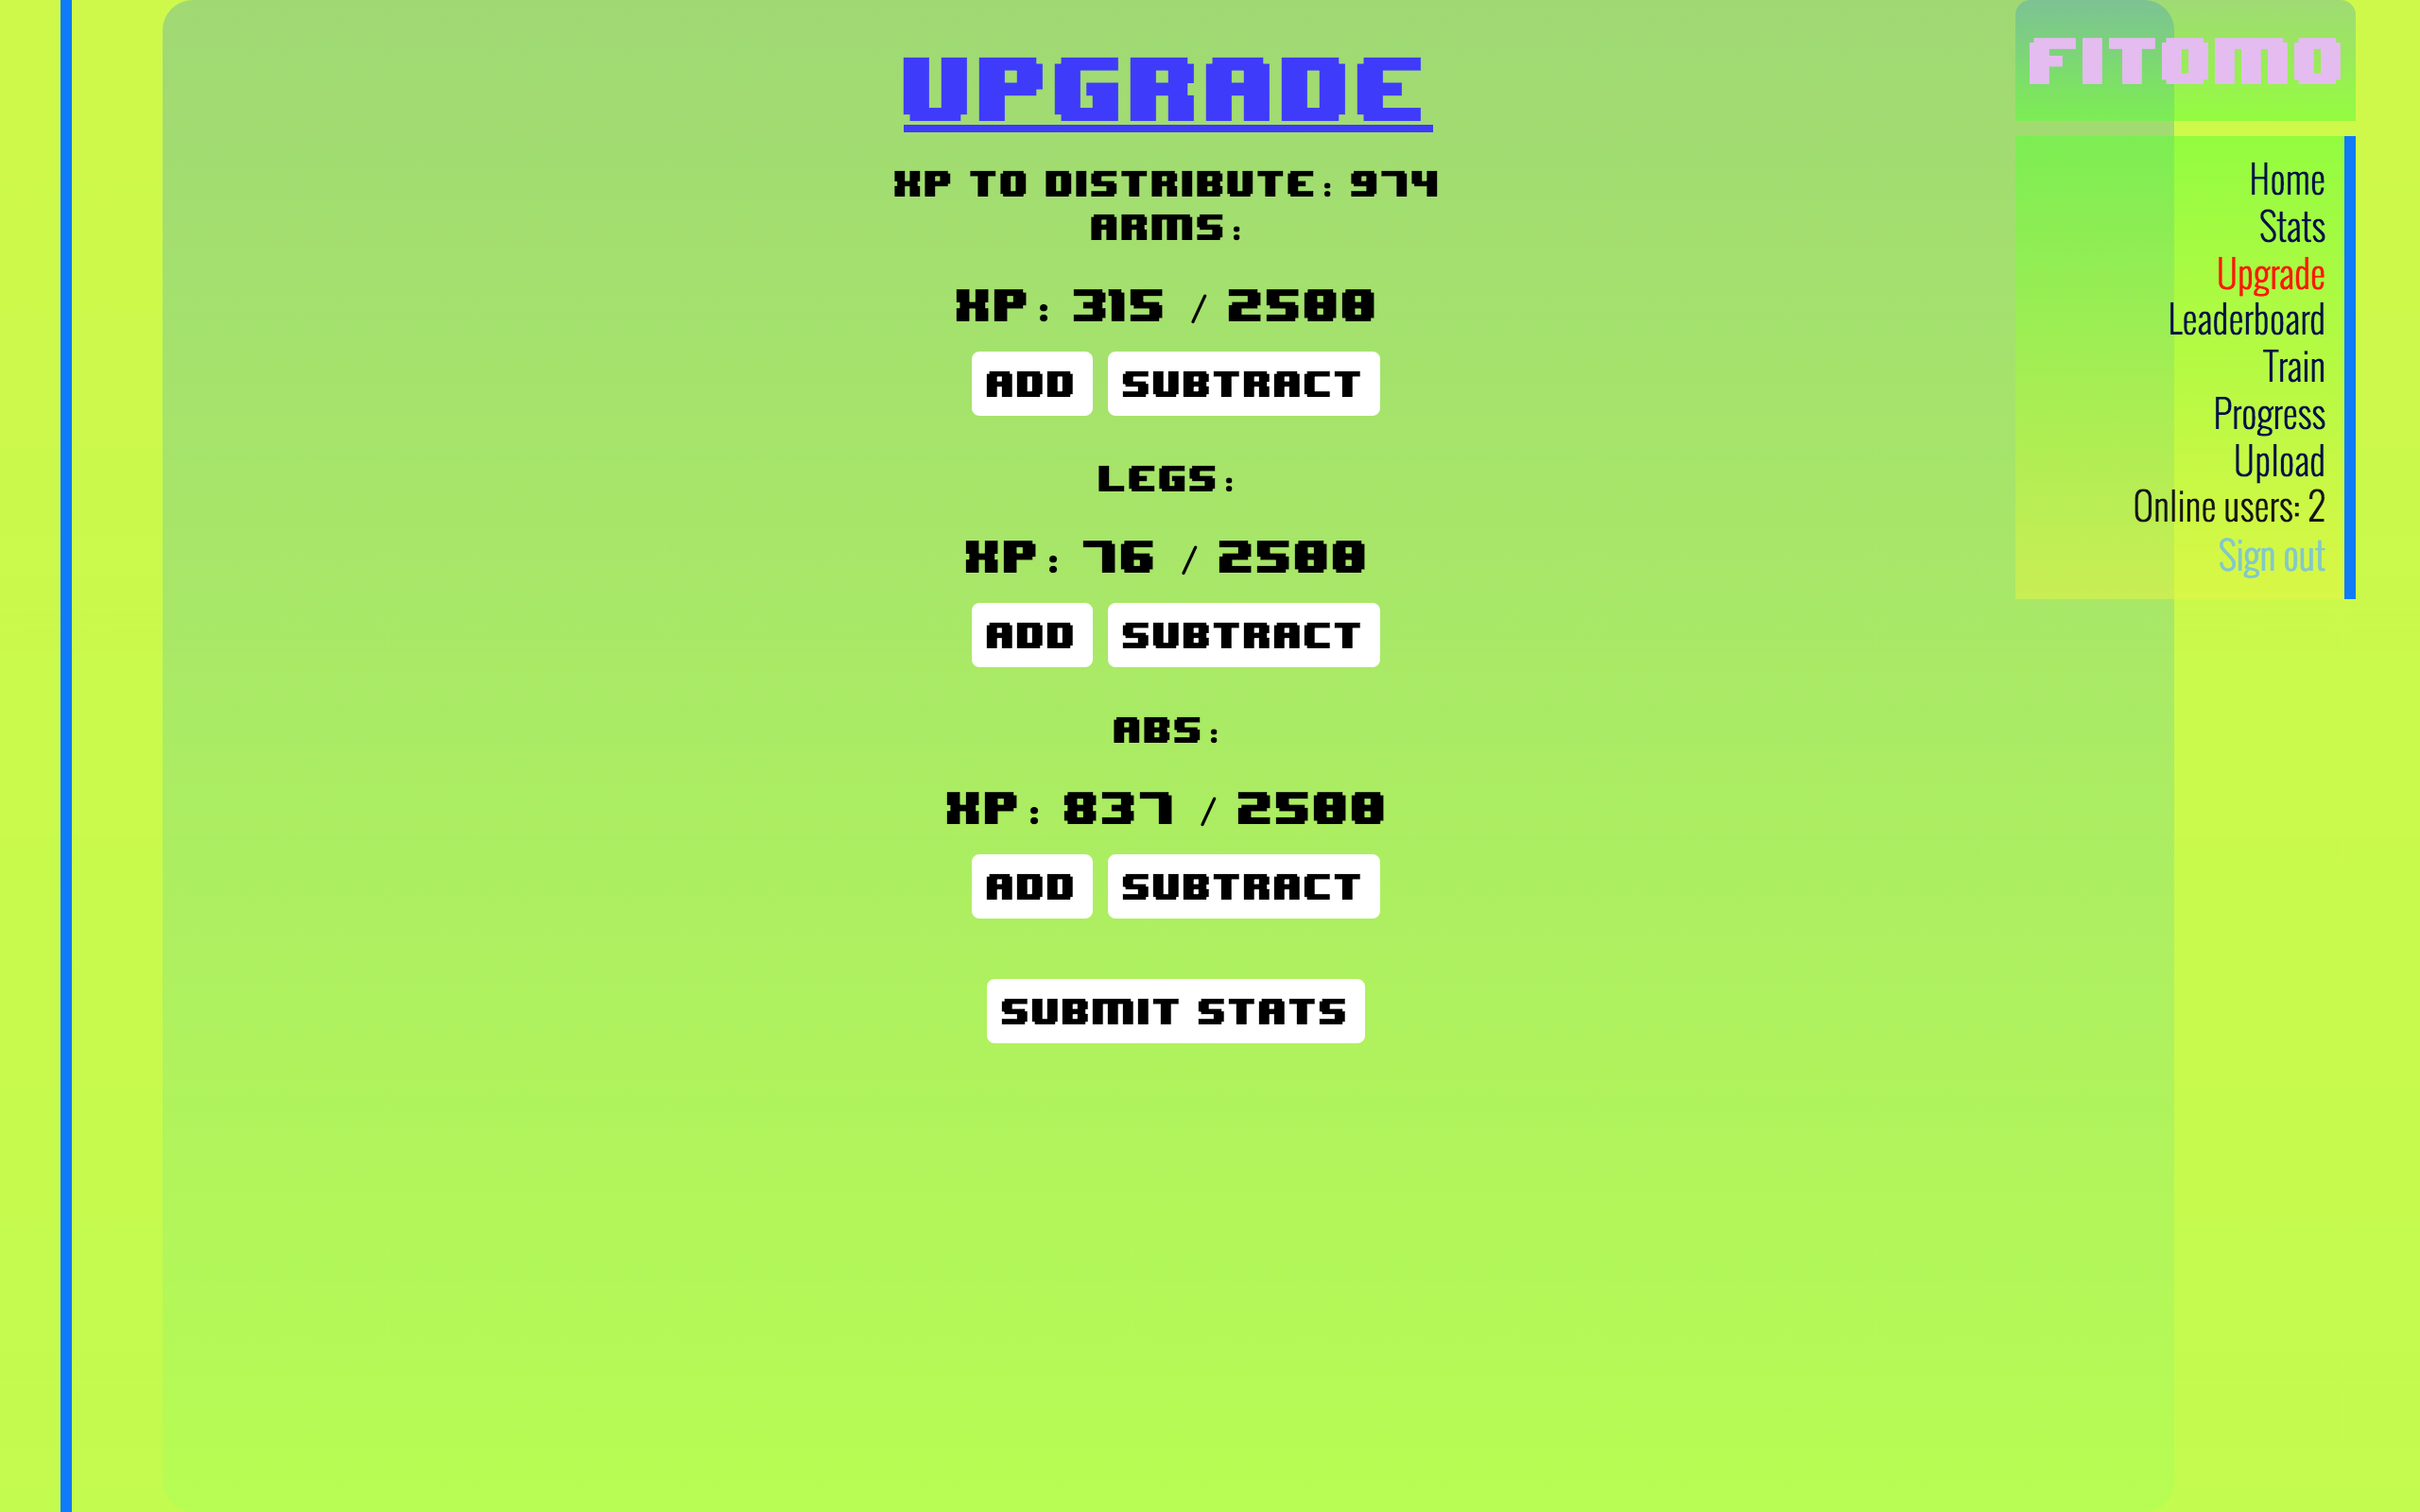 UPGRADE
XP TO DISTRIBUTE: 974
ARMS:
XP: 315 / 2500
ADD SUBTRACT
LEGS:
XP: 76 / 2500
ADD SUBTRACT
ABS:
XP: 837 / 2500
ADD SUBTRACT
SUBMIT STATS
FITOMO
Home
Stats
Upgrade
Leaderboard
Train
Progress
Upload
Online users: 2
Sign out